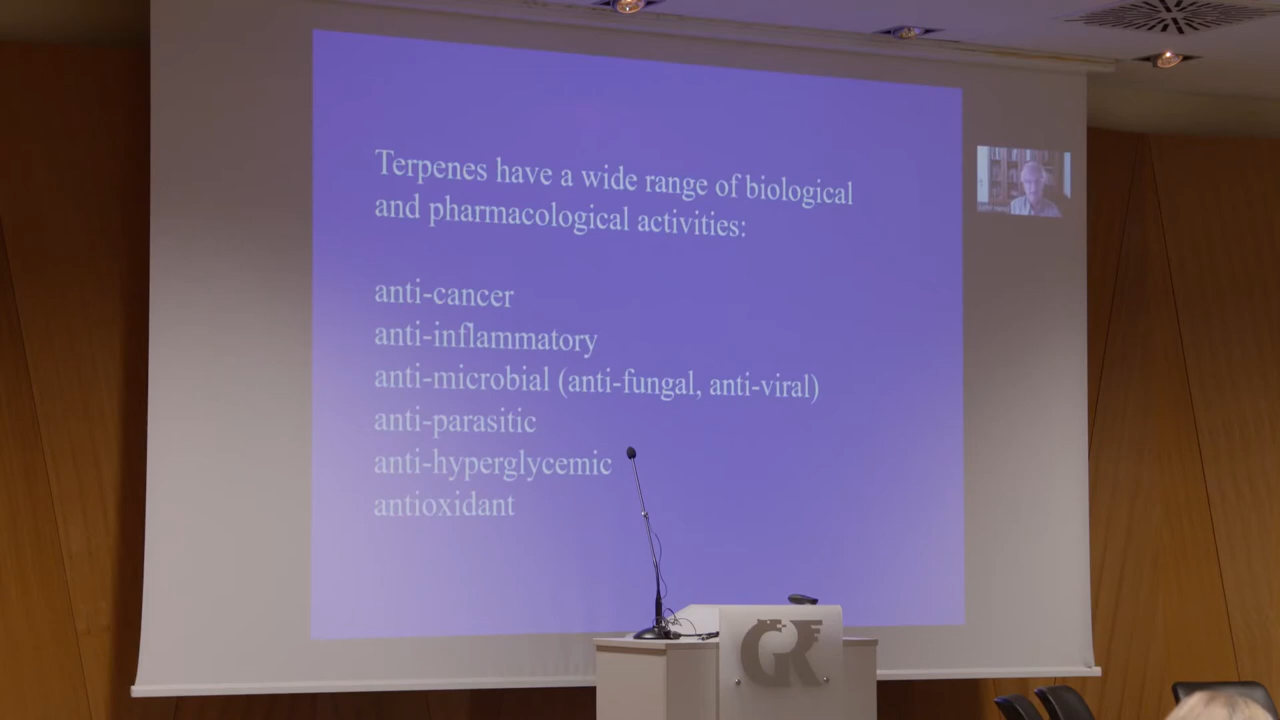 Terpenes have a wide range of biological
and pharmacological activities:
anti-cancer
anti-inflammatory
anti-microbial (anti-fungal, anti-viral)
anti-parasitic
anti-hyperglycemic
antioxidant
GR